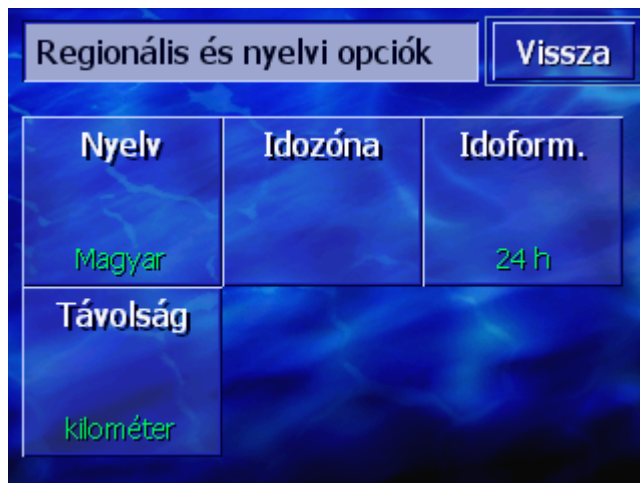 Regionális és nyelvi opciók
Vissza
Nyelv
Idozóna
Idoform.
Magyar
24 h
Távolság
kilométer